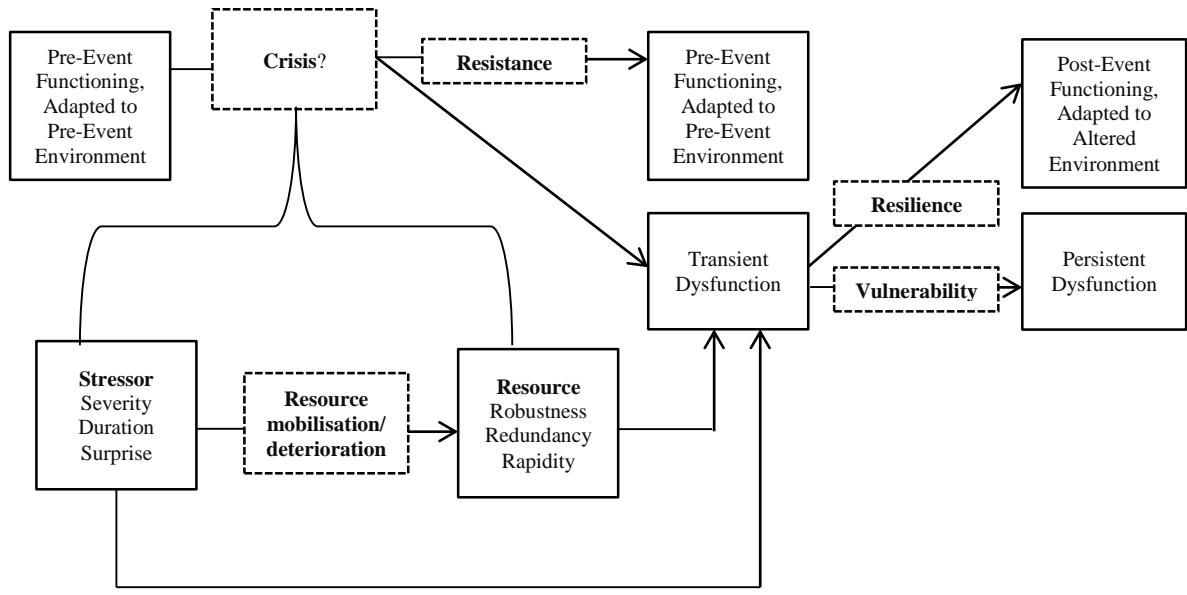 Pre-Event
Functioning,
Adapted to
Pre-Event
Environment
Crisis?
Resistance
Pre-Event
Functioning,
Adapted to
Pre-Event
Environment
Post-Event
Functioning,
Adapted to
Altered
Environment
Resilience
Transient
Dysfunction
Vulnerability
Persistent
Dysfunction
Stressor
Severity
Duration
Surprise
Resource
mobilisation/
deterioration
Resource
Robustness
Redundancy
Rapidity